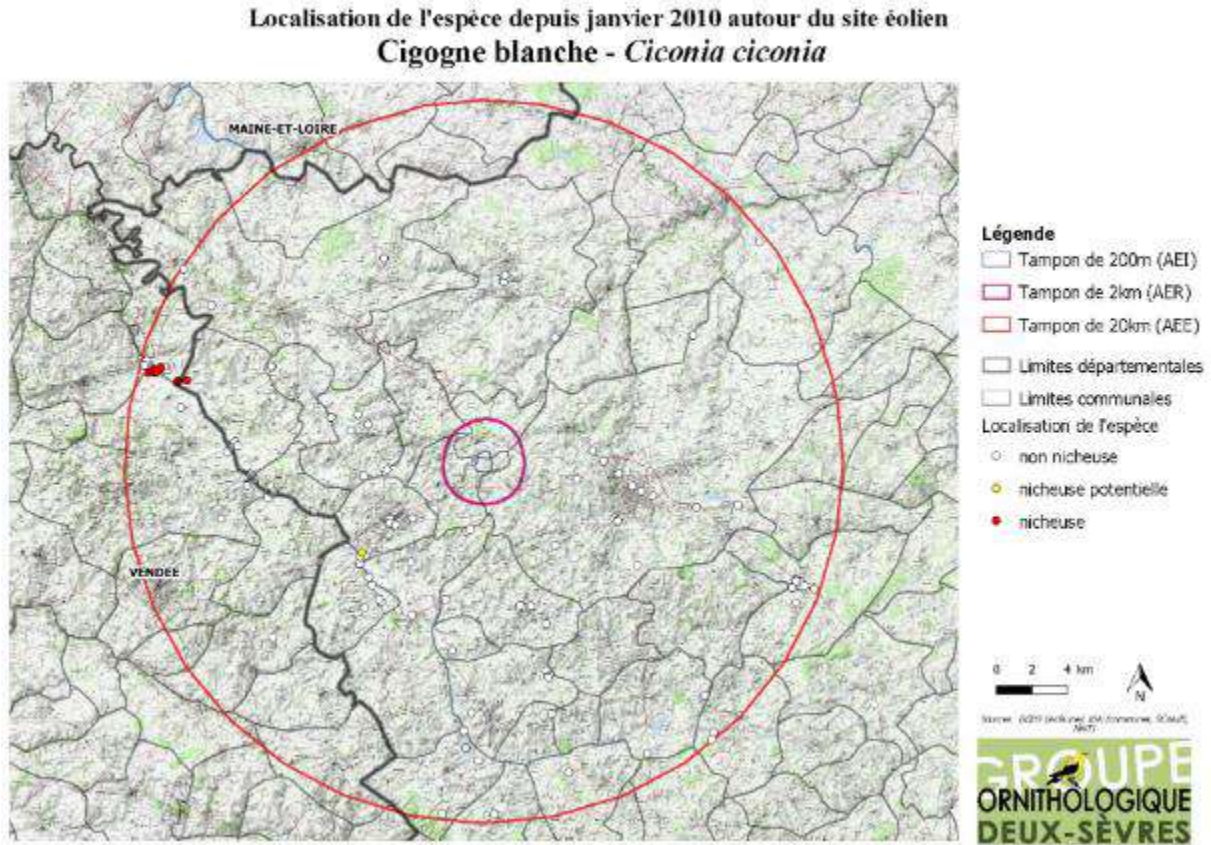 Localisation de l'espèce depuis janvier 2010 autour du site éolien
Cigogne blanche - Ciconia ciconia
MAINE-ET-LOIRE
VENDEE
Légende
Tampon de 200m (AEI)
Tampon de 2km (AER)
Tampon de 20km (AEE)
Limites départementales
Limites communales
Localisation de l'espèce
non nicheuse
nicheuse potentielle
nicheuse
0 2 4 km
N
GROUPE
ORNITHOLOGIQUE
DEUX-SÈVRES